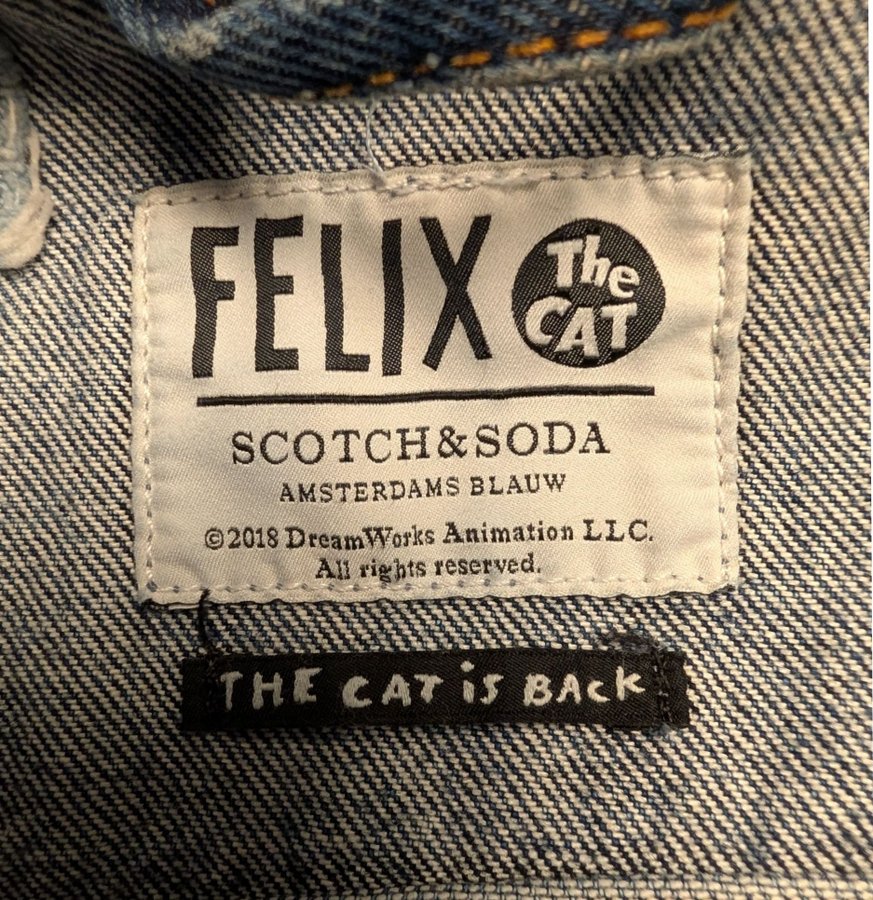 FELIX The CAT
SCOTCH&SODA
AMSTERDAMS BLAUW
©2018 DreamWorks Animation LLC.
All rights reserved.
THE CAT iS BACK